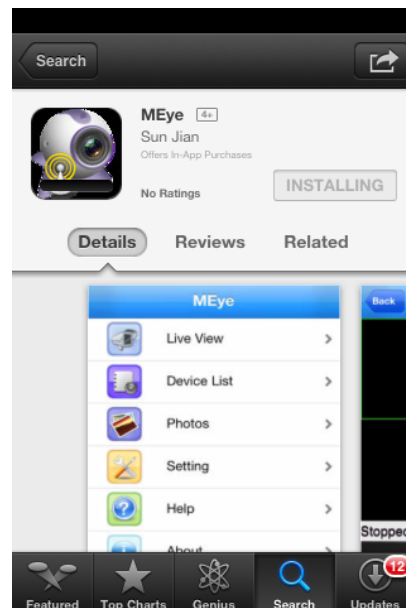 Search
MEye 4+
Sun Jian
Offers In-App Purchases
No Ratings
INSTALLING
Details Reviews Related
MEye
Back
Live View
Device List
Photos
Setting
Help
About
Stopped
12
Featured Top Charts Genius Search Updates